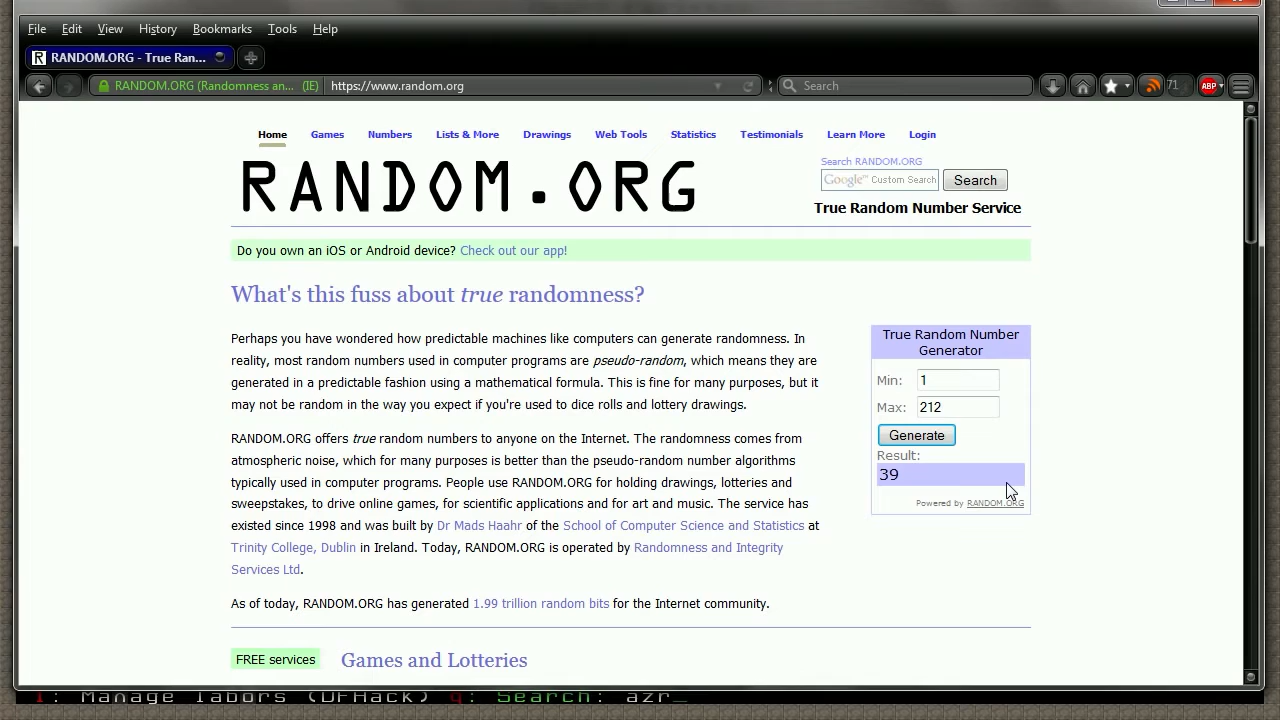 File Edit View History Bookmarks Tools Help
RANDOM.ORG - True Ran...
RANDOM.ORG (Randomness an... (IE) https://www.random.org Search 71 ABP
Home Games Numbers Lists & More Drawings Web Tools Statistics Testimonials Learn More Login
RANDOM.ORG
Search RANDOM.ORG
Google™ Custom Search Search
True Random Number Service
Do you own an iOS or Android device? Check out our app!
What's this fuss about true randomness?
Perhaps you have wondered how predictable machines like computers can generate randomness. In
reality, most random numbers used in computer programs are pseudo-random, which means they are
generated in a predictable fashion using a mathematical formula. This is fine for many purposes, but it
may not be random in the way you expect if you're used to dice rolls and lottery drawings.
RANDOM.ORG offers true random numbers to anyone on the Internet. The randomness comes from
atmospheric noise, which for many purposes is better than the pseudo-random number algorithms
typically used in computer programs. People use RANDOM.ORG for holding drawings, lotteries and
sweepstakes, to drive online games, for scientific applications and for art and music. The service has
existed since 1998 and was built by Dr Mads Haahr of the School of Computer Science and Statistics at
Trinity College, Dublin in Ireland. Today, RANDOM.ORG is operated by Randomness and Integrity
Services Ltd.
As of today, RANDOM.ORG has generated 1.99 trillion random bits for the Internet community.
True Random Number
Generator
Min: 1
Max: 212
Generate
Result:
39
Powered by RANDOM.ORG
FREE services Games and Lotteries
: Manage labors (DFHack) q: Search: azr_